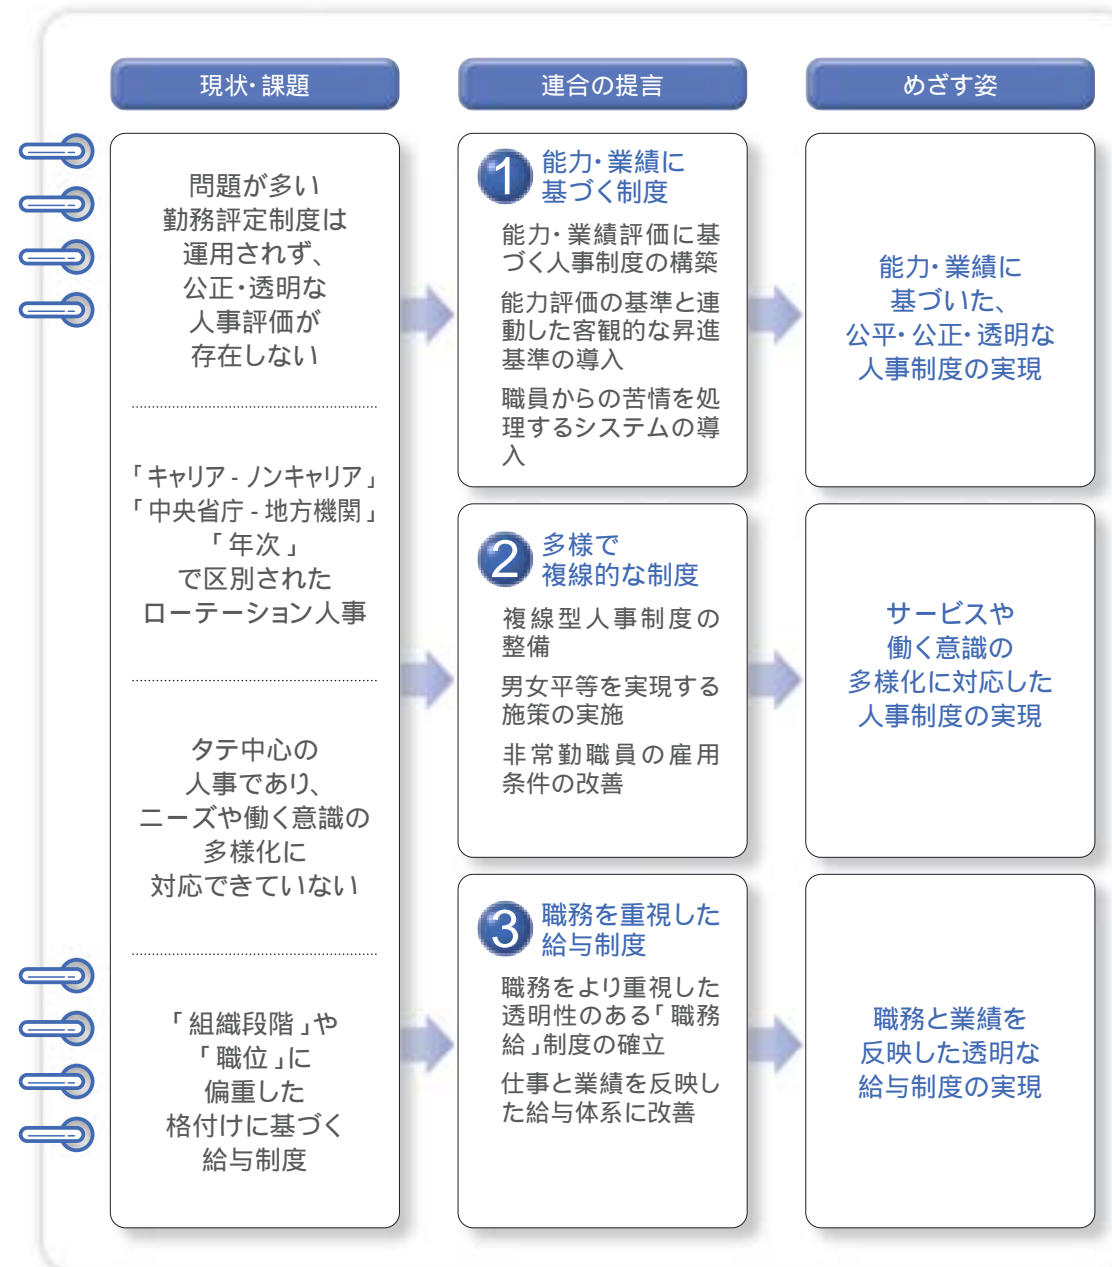 現状・課題
問題が多い
勤務評定制度は
運用されず、
公正・透明な
人事評価が
存在しない
「キャリア-ノンキャリア」
「中央省庁-地方機関」
「年次」
で区別された
ローテーション人事
タテ中心の
人事であり、
ニーズや働く意識の
多様化に
対応できていない
「組織段階」や
「職位」に
偏重した
格付けに基づく
給与制度
連合の提言
1 能力・業績に
基づく制度
能力・業績評価に基
づく人事制度の構築
能力評価の基準と連
動した客観的な昇進
基準の導入
職員からの苦情を処
理するシステムの導
入
2 多様で
複線的な制度
複線型人事制度の
整備
男女平等を実現する
施策の実施
非常勤職員の雇用
条件の改善
3 職務を重視した
給与制度
職務をより重視した
透明性のある「職務
給」制度の確立
仕事と業績を反映し
た給与体系に改善
めざす姿
能力・業績に
基づいた、
公平・公正・透明な
人事制度の実現
サービスや
働く意識の
多様化に対応した
人事制度の実現
職務と業績を
反映した透明な
給与制度の実現